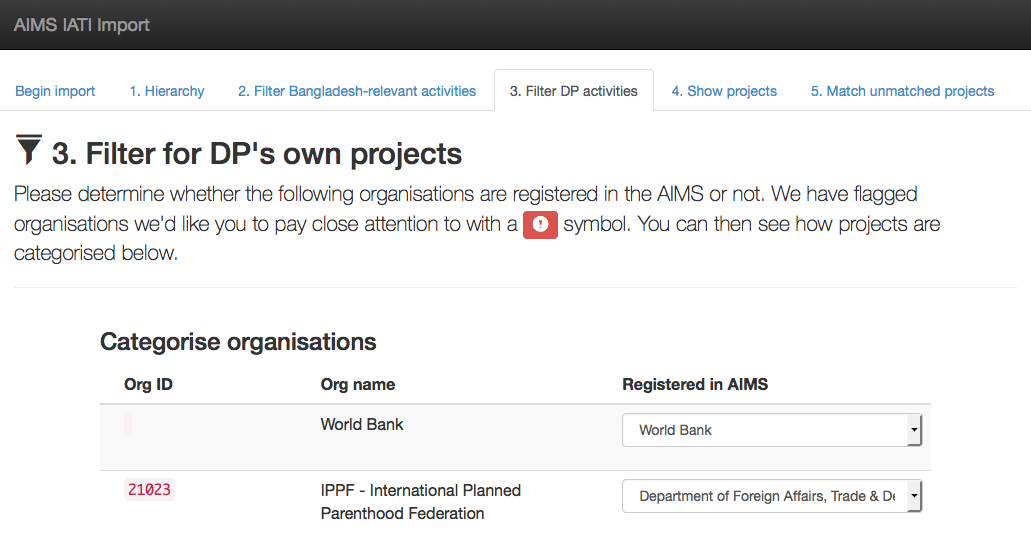 AIMS IATI Import
Begin import 1. Hierarchy 2. Filter Bangladesh-relevant activities 3. Filter DP activities 4. Show projects 5. Match unmatched projects
3. Filter for DP's own projects
Please determine whether the following organisations are registered in the AIMS or not. We have flagged
organisations we'd like you to pay close attention to with a symbol. You can then see how projects are
categorised below.
Categorise organisations
Org ID Org name Registered in AIMS
World Bank World Bank
21023 IPPF - International Planned Department of Foreign Affairs, Trade & De
Parenthood Federation